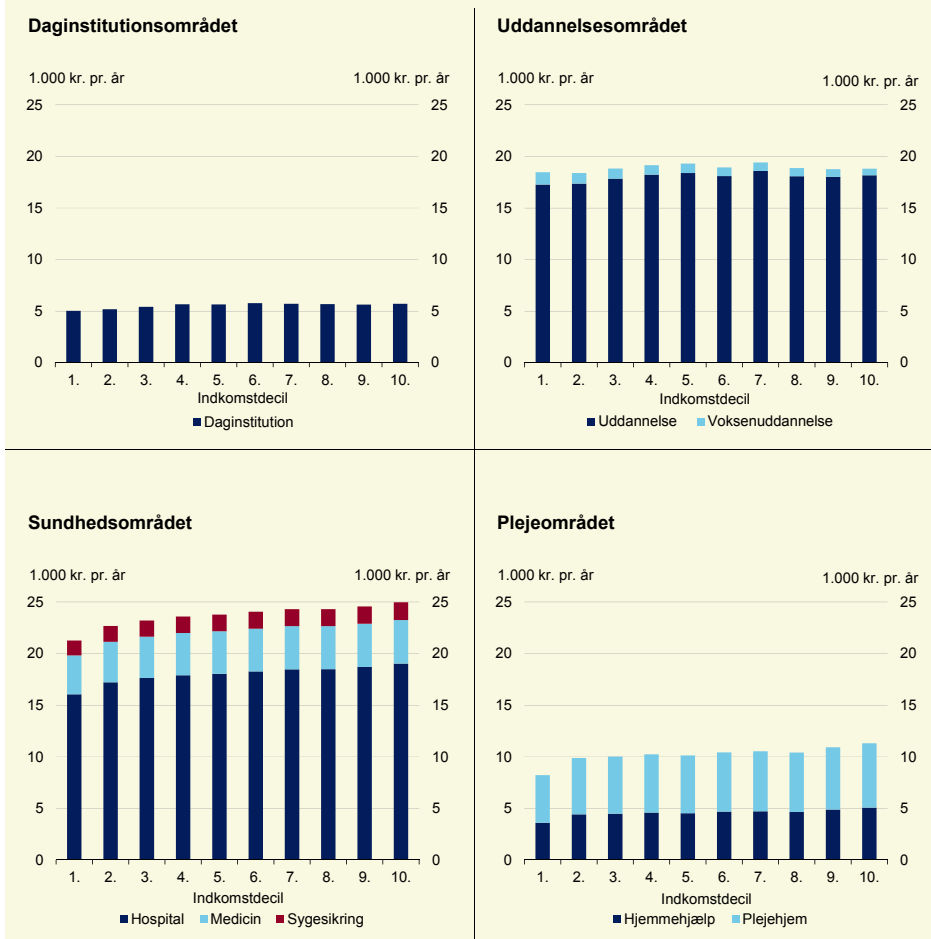 Daginstitutionsområdet
1.000 kr. pr. år 1.000 kr. pr. år
25 25
20 20
15 15
10 10
5 5
0 0
1. 2. 3. 4. 5. 6. 7. 8. 9. 10.
Indkomstdecil
Daginstitution
Uddannelsesområdet
1.000 kr. pr. år 1.000 kr. pr. år
25 25
20 20
15 15
10 10
5 5
0 0
1. 2. 3. 4. 5. 6. 7. 8. 9. 10.
Indkomstdecil
Uddannelse Voksenuddannelse
Sundhedsområdet
1.000 kr. pr. år 1.000 kr. pr. år
25 25
20 20
15 15
10 10
5 5
0 0
1. 2. 3. 4. 5. 6. 7. 8. 9. 10.
Indkomstdecil
Hospital Medicin Sygesikring
Plejeområdet
1.000 kr. pr. år 1.000 kr. pr. år
25 25
20 20
15 15
10 10
5 5
0 0
1. 2. 3. 4. 5. 6. 7. 8. 9. 10.
Indkomstdecil
Hjemmehjælp Plejehjem